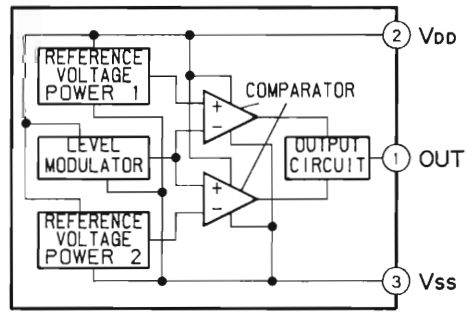 2 VDD
REFERENCE
VOLTAGE
POWER 1
COMPARATOR
+
−
LEVEL
MODULATOR
OUTPUT
CIRCUIT
1 OUT
+
−
REFERENCE
VOLTAGE
POWER 2
3 VSS